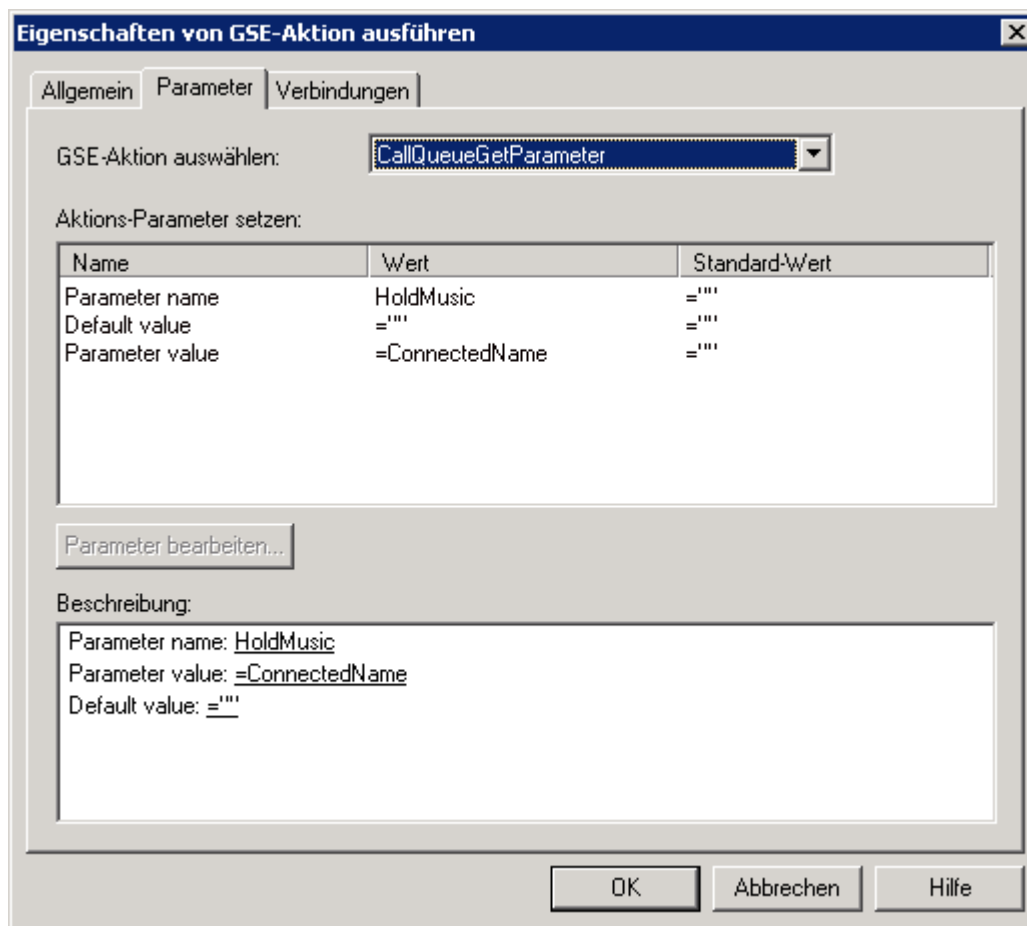 Eigenschaften von GSE-Aktion ausführen
Allgemein Parameter Verbindungen
GSE-Aktion auswählen: CallQueueGetParameter
Aktions-Parameter setzen:
Name Wert Standard-Wert
Parameter name HoldMusic =""
Default value ="" =""
Parameter value =ConnectedName =""
Parameter bearbeiten...
Beschreibung:
Parameter name: HoldMusic
Parameter value: =ConnectedName
Default value: =""
OK Abbrechen Hilfe